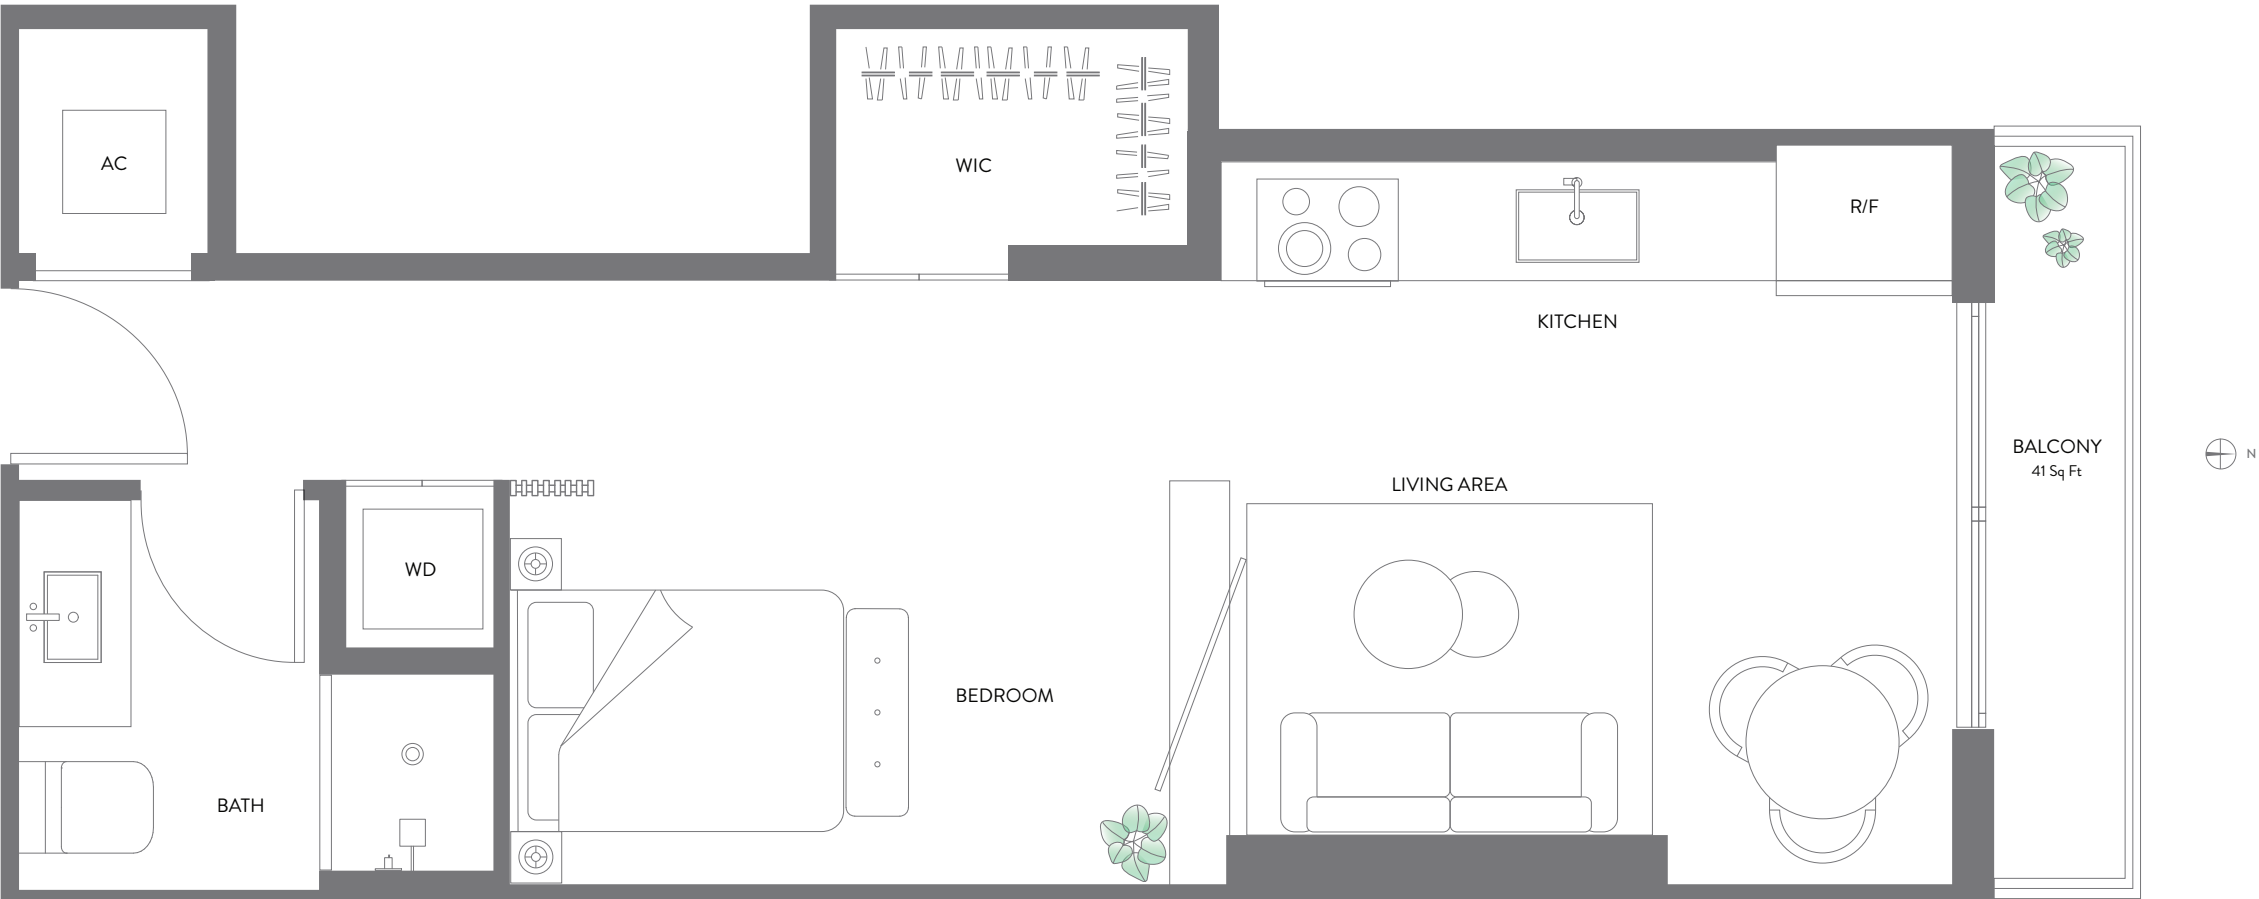 AC
WIC
R/F
KITCHEN
BALCONY
41 Sq Ft
N
LIVING AREA
WD
BEDROOM
BATH